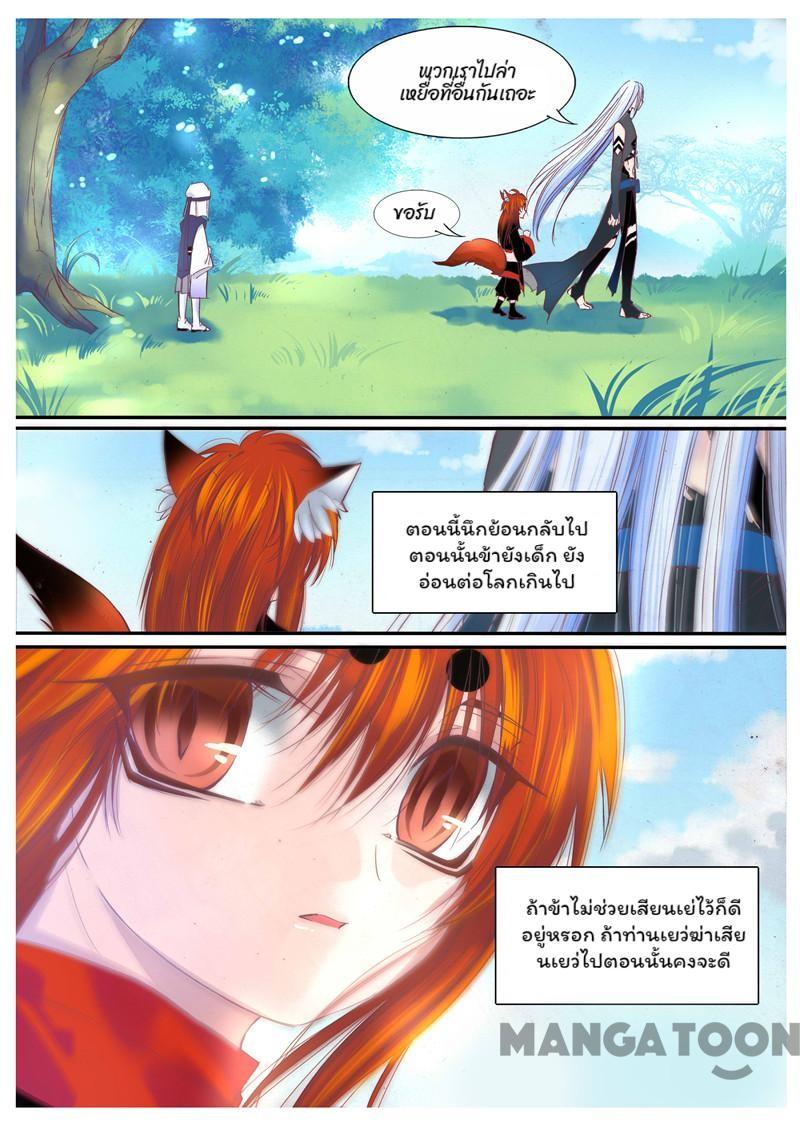 พวกเราไปล่า
เหยื่อที่อื่นกันเถอะ
ขอรับ
ตอนนี้นึกย้อนกลับไป
ตอนนั้นข้ายังเด็ก ยัง
อ่อนต่อโลกเกินไป
ถ้าข้าไม่ช่วยเสียนเย่ไว้ก็ดี
อยู่หรอก ถ้าท่านเยว่ฆ่าเสีย
นเยว่ไปตอนนั้นคงจะดี
MANGATOON